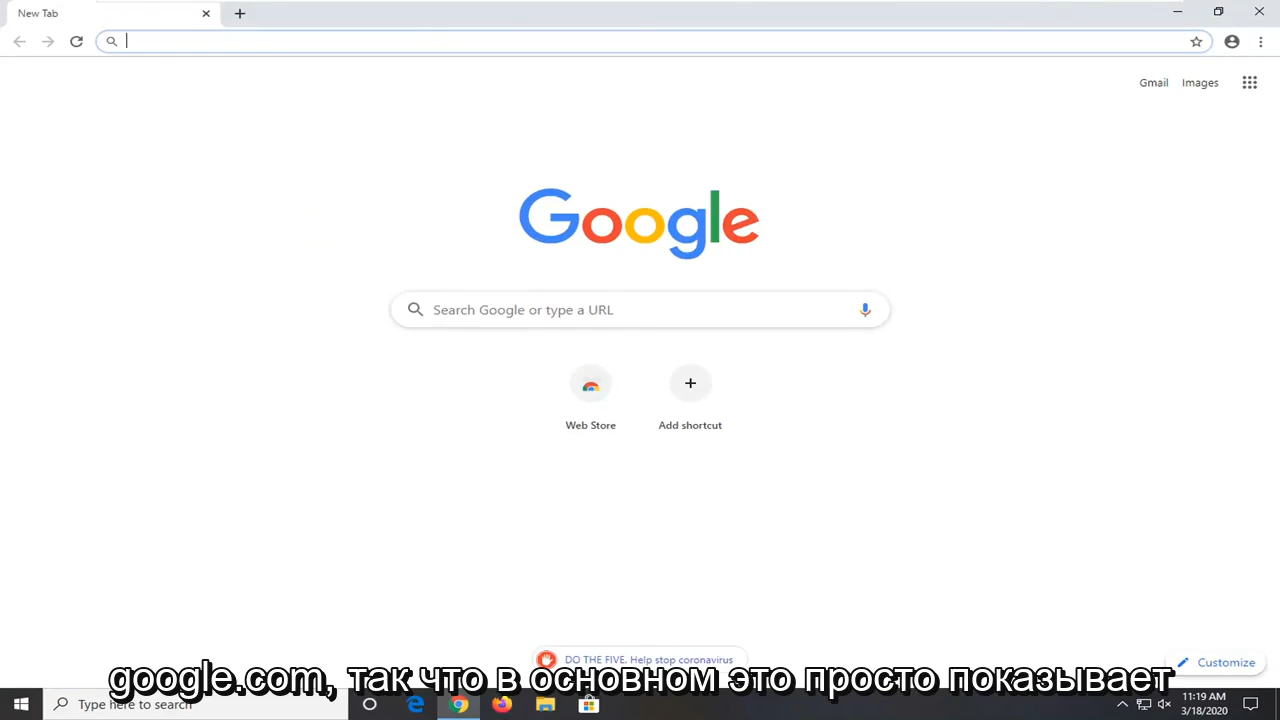 New Tab
Gmail Images
Google
Search Google or type a URL
Web Store Add shortcut
DO THE FIVE. Help stop coronavirus
Customize
google.com, так что в основном это просто показывает
Type here to search
11:19 AM
3/18/2020